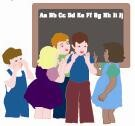 Aa Bb Cc Dd Ee Ff Gg Hh Ii Jj